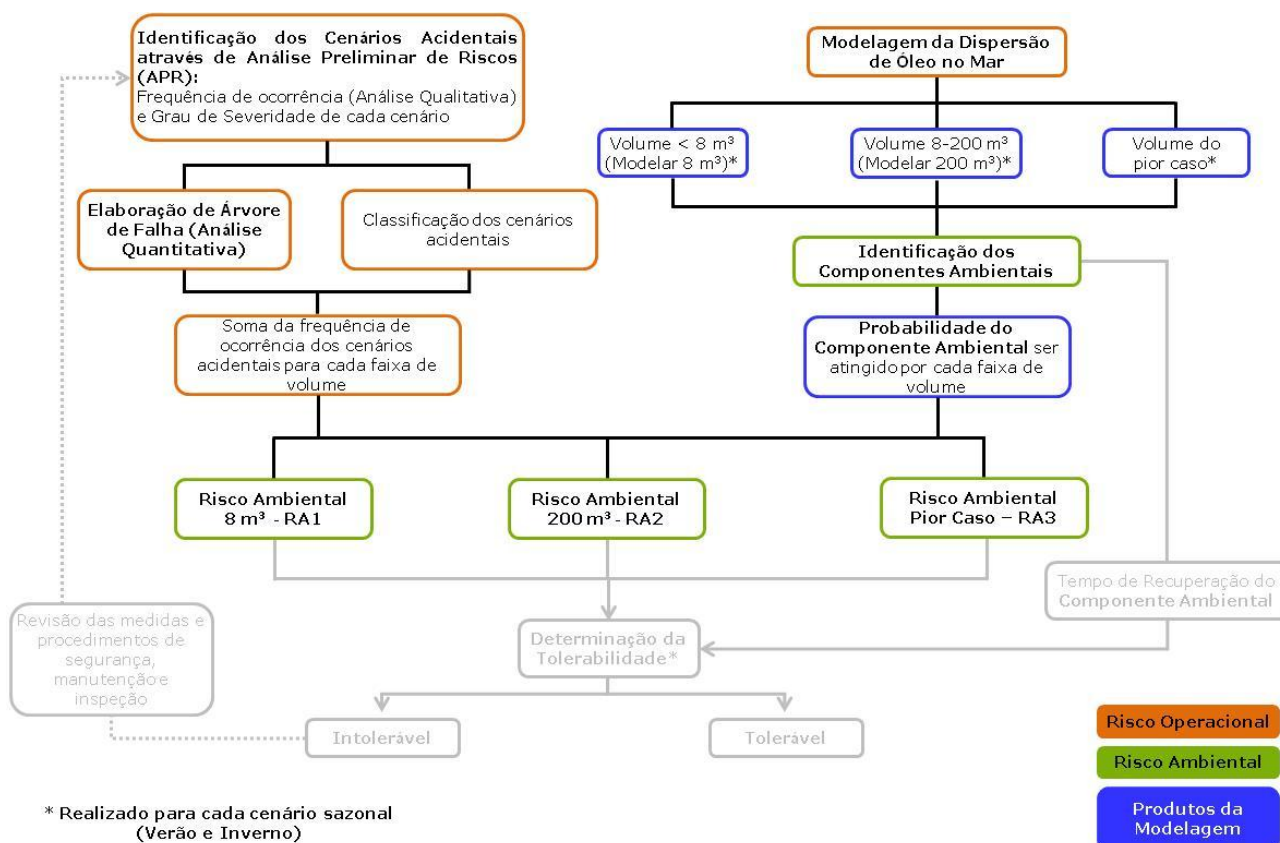 Identificação dos Cenários Acidentais
através de Análise Preliminar de Riscos
(APR):
Frequência de ocorrência (Análise Qualitativa)
e Grau de Severidade de cada cenário
Modelagem da Dispersão
de Óleo no Mar
Volume < 8 m³
(Modelar 8 m³)*
Volume 8-200 m³
(Modelar 200 m³)*
Volume do
pior caso*
Elaboração de Árvore
de Falha (Análise
Quantitativa)
Classificação dos cenários
acidentais
Identificação dos
Componentes Ambientais
Soma da frequência de
ocorrência dos cenários
acidentais para cada faixa de
volume
Probabilidade do
Componente Ambiental ser
atingido por cada faixa de
volume
Risco Ambiental
8 m³ - RA1
Risco Ambiental
200 m³ - RA2
Risco Ambiental
Pior Caso – RA3
Tempo de Recuperação do
Componente Ambiental
Revisão das medidas e
procedimentos de
segurança,
manutenção e
inspeção
Determinação da
Tolerabilidade*
Intolerável
Tolerável
Risco Operacional
Risco Ambiental
Produtos da
Modelagem
* Realizado para cada cenário sazonal
(Verão e Inverno)